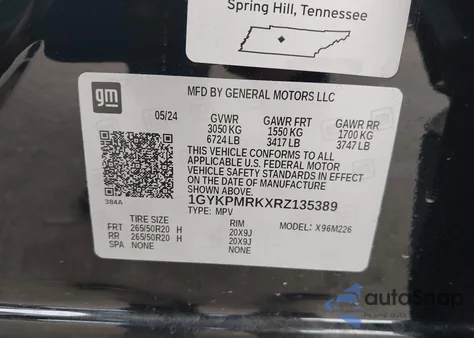 Spring Hill, Tennessee
gm
MFD BY GENERAL MOTORS LLC
05/24 GVWR GAWR FRT GAWR RR
3050 KG 1550 KG 1700 KG
6724 LB 3417 LB 3747 LB
THIS VEHICLE CONFORMS TO ALL
APPLICABLE U.S. FEDERAL MOTOR
VEHICLE SAFETY STANDARDS IN
EFFECT ON THE DATE OF MANUFACTURE
SHOWN ABOVE.
384A
1GYKPMRKXRZ135389
TYPE: MPV MODEL: X96M226
TIRE SIZE RIM
FRT 265/50R20 H 20X9J
RR 265/50R20 H 20X9J
SPA NONE NONE
autoSnap